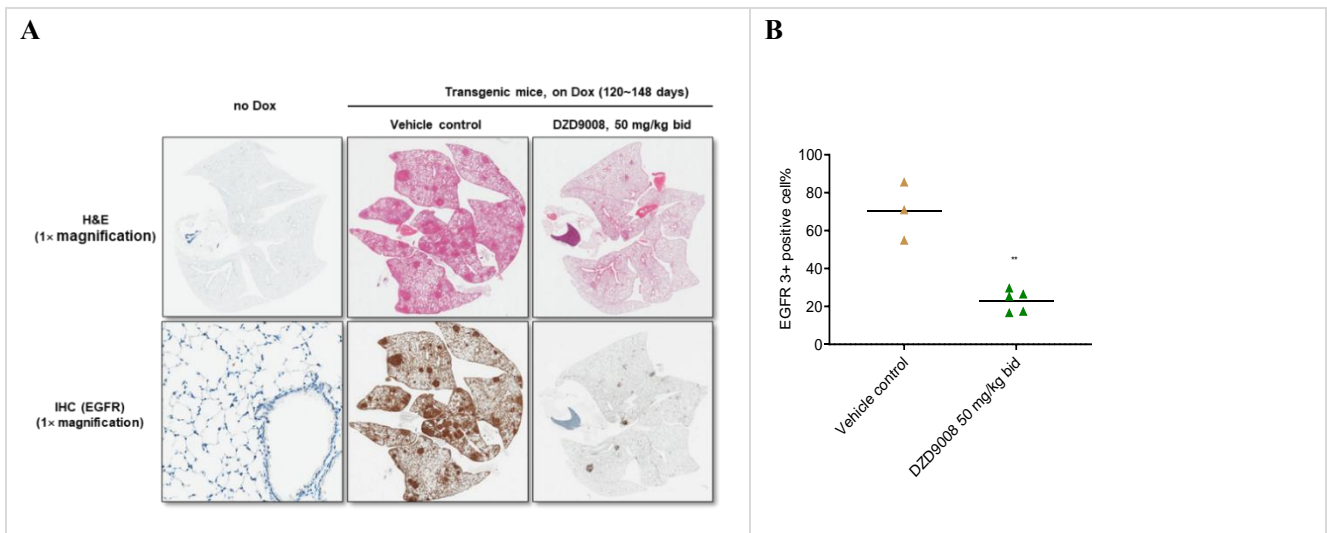 A
no Dox
Transgenic mice, on Dox (120~148 days)
Vehicle control
DZD9008, 50 mg/kg bid
H&E
(1× magnification)
IHC (EGFR)
(1× magnification)
B
EGFR 3+ positive cell%
100
80
60
40
20
0
**
Vehicle control
DZD9008 50 mg/kg bid